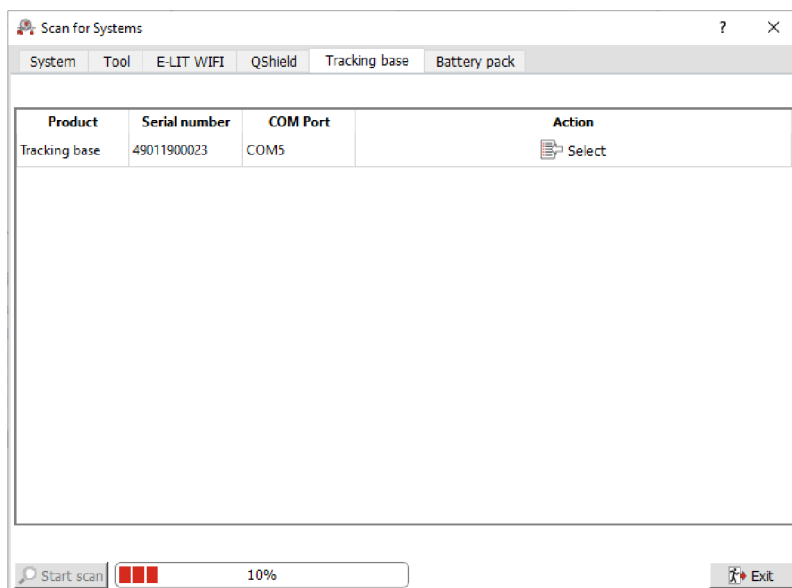 Scan for Systems ?
System Tool E-LIT WIFI QShield Tracking base Battery pack
Product Serial number COM Port Action
Tracking base 49011900023 COM5 Select
Start scan 10% Exit